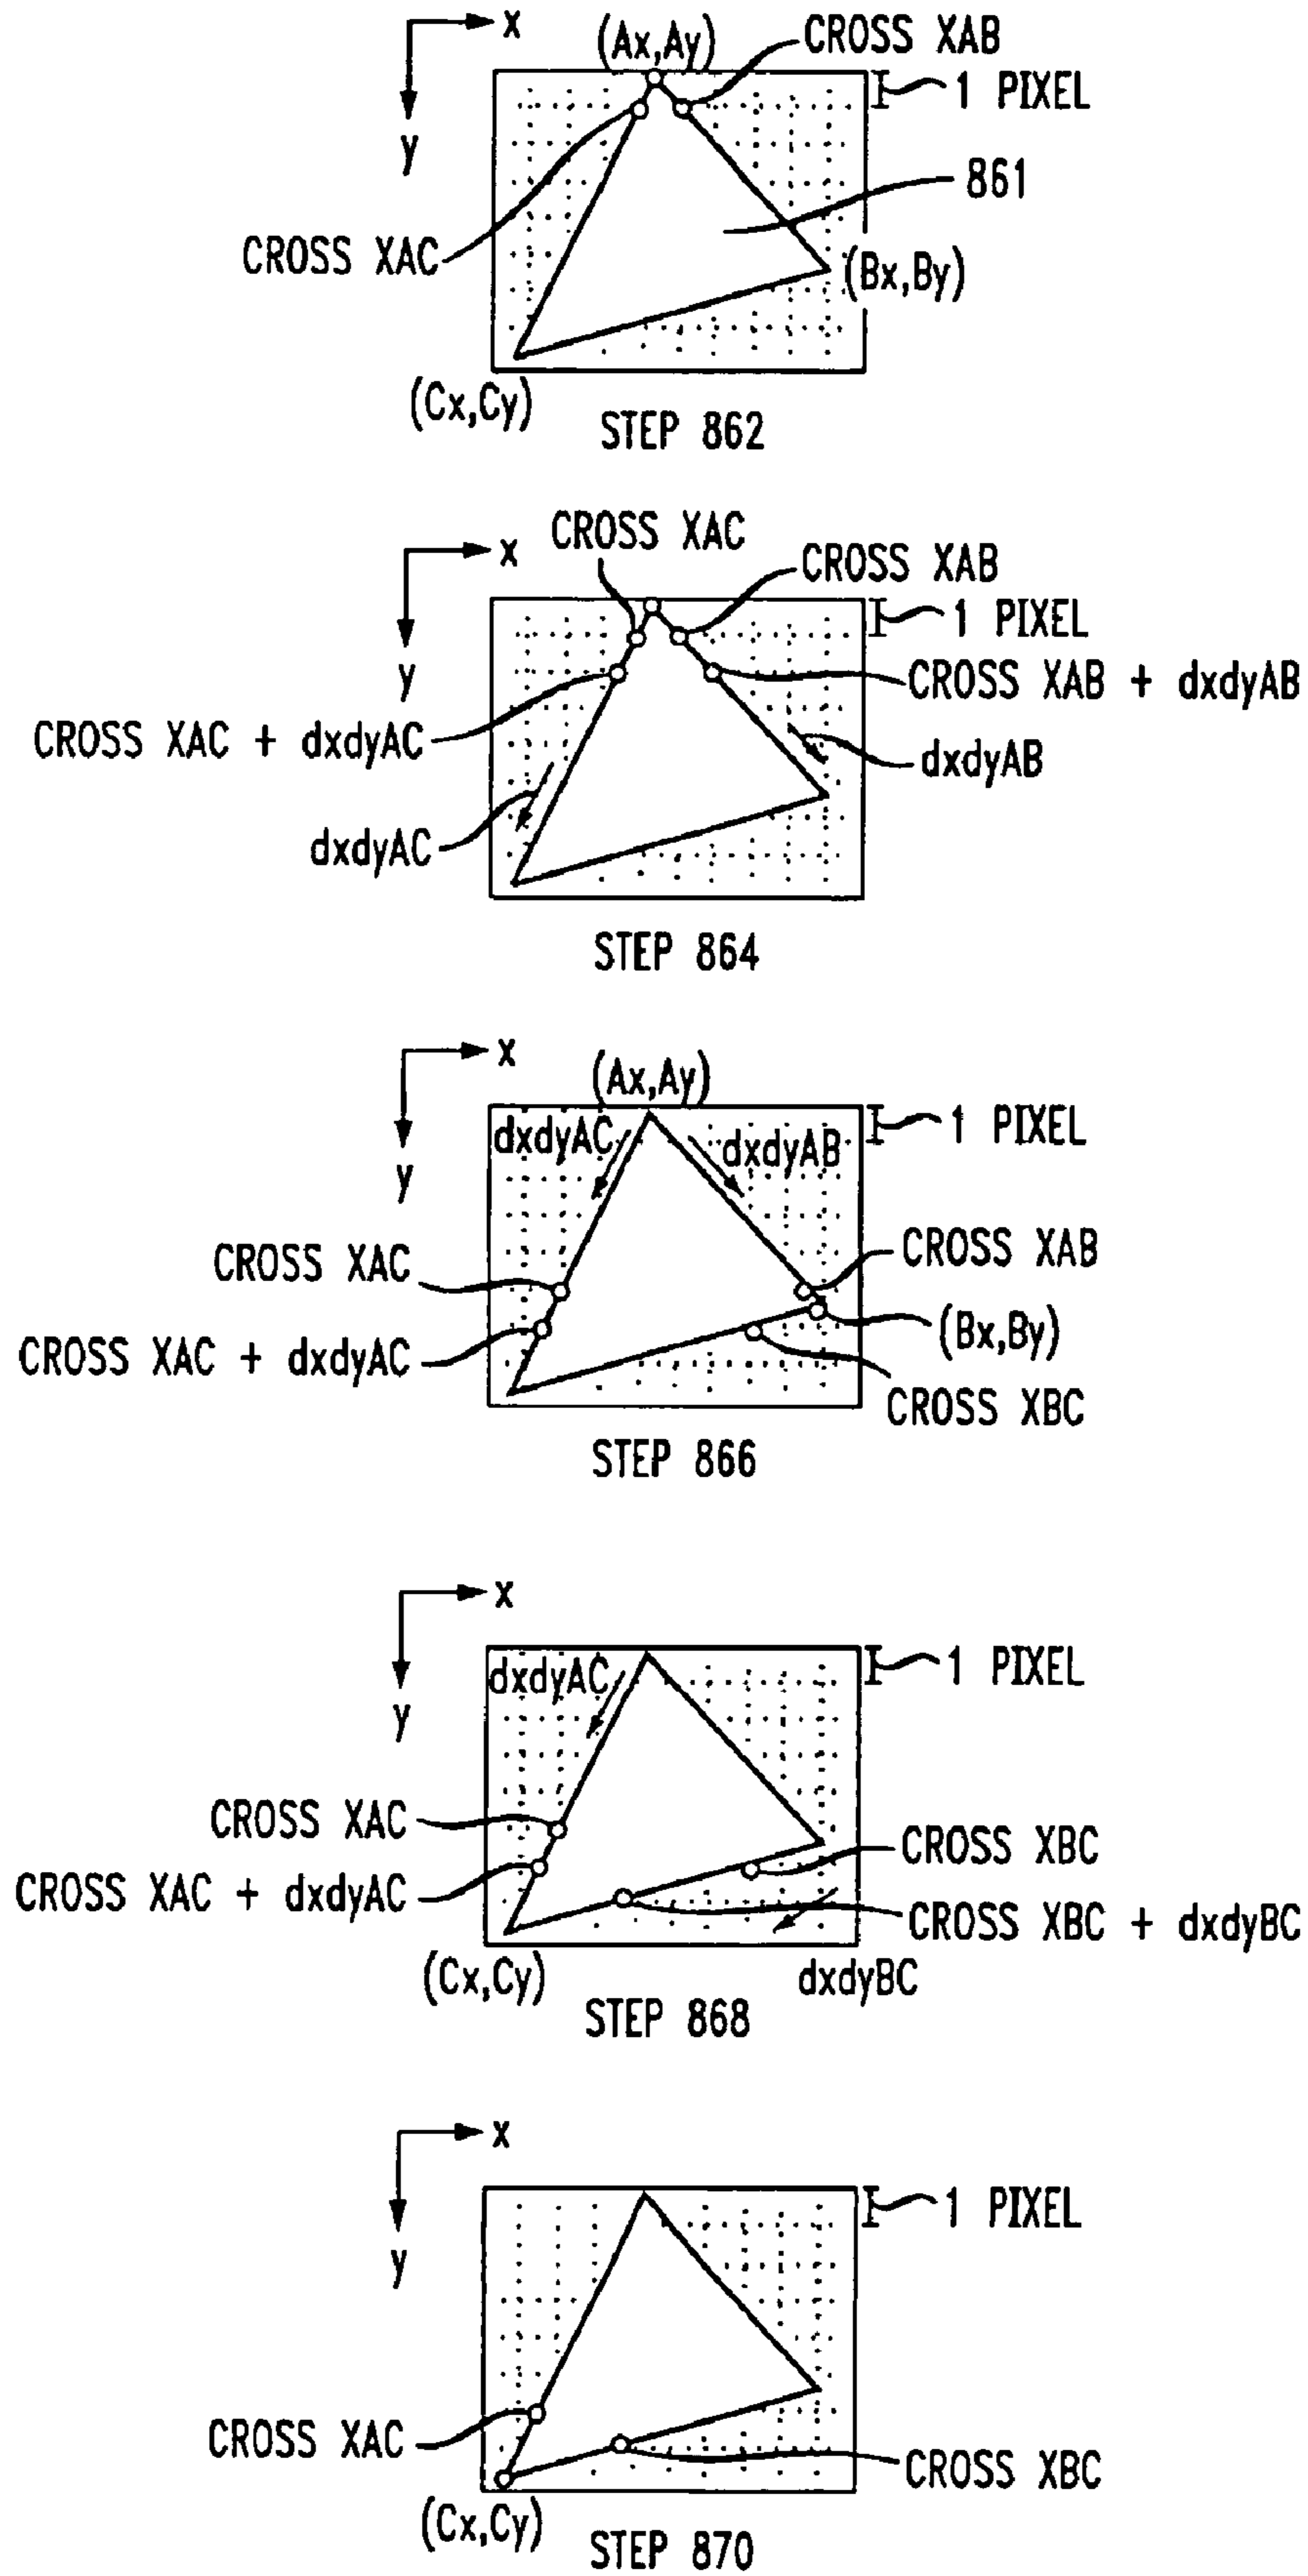 x
(Ax,Ay)
CROSS XAB
1 PIXEL
y
861
CROSS XAC
(Bx,By)
(Cx,Cy)
STEP 862
CROSS XAC
x
CROSS XAB
1 PIXEL
y
CROSS XAB + dxdyAB
CROSS XAC + dxdyAC
dxdyAB
dxdyAC
STEP 864
x
(Ax,Ay)
1 PIXEL
dxdyAC
dxdyAB
y
CROSS XAC
CROSS XAB
(Bx,By)
CROSS XAC + dxdyAC
CROSS XBC
STEP 866
x
1 PIXEL
dxdyAC
y
CROSS XAC
CROSS XBC
CROSS XAC + dxdyAC
CROSS XBC + dxdyBC
(Cx,Cy)
dxdyBC
STEP 868
x
1 PIXEL
y
CROSS XAC
CROSS XBC
(Cx,Cy)
STEP 870